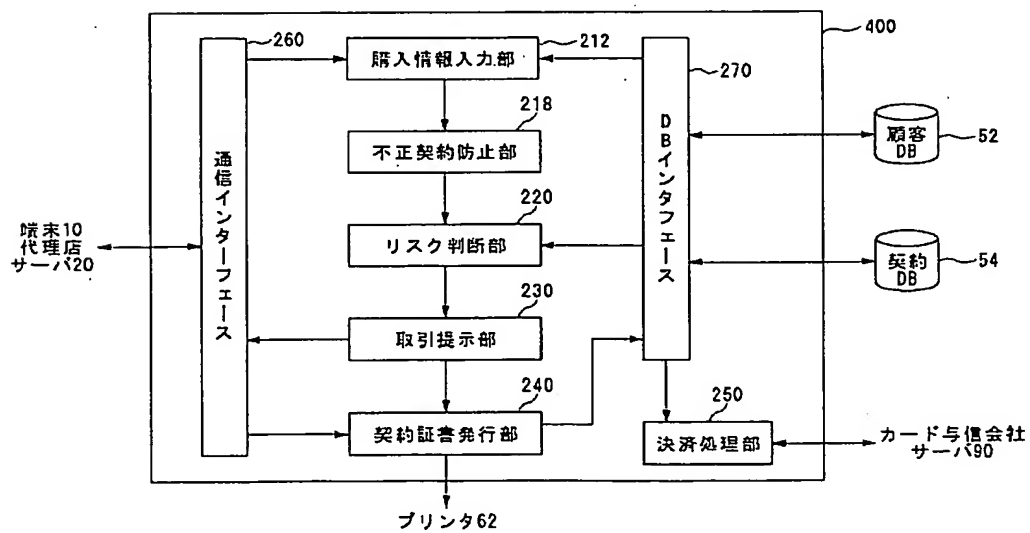 400
260
212
購入情報入力部
270
218
不正契約防止部
顧客
DB
52
通信インターフェース
DBインタフェース
220
リスク判断部
端末10
代理店
サーバ20
契約
DB
54
230
取引提示部
240
契約証書発行部
250
決済処理部
カード与信会社
サーバ90
プリンタ62